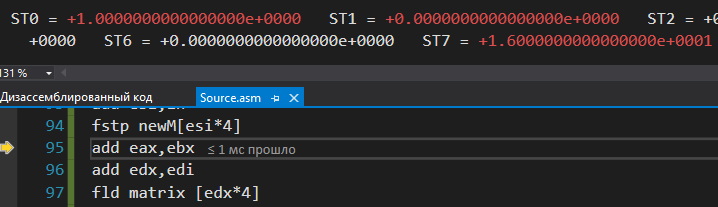 ST0 = +1.0000000000000000e+0000 ST1 = +0.0000000000000000e+0000 ST2 = +0
+0000 ST6 = +0.0000000000000000e+0000 ST7 = +1.6000000000000000e+0001
131 %
Дизассемблированный код Source.asm
94 fstp newM[esi*4]
95 add eax,ebx ≤ 1 мс прошло
96 add edx,edi
97 fld matrix [edx*4]